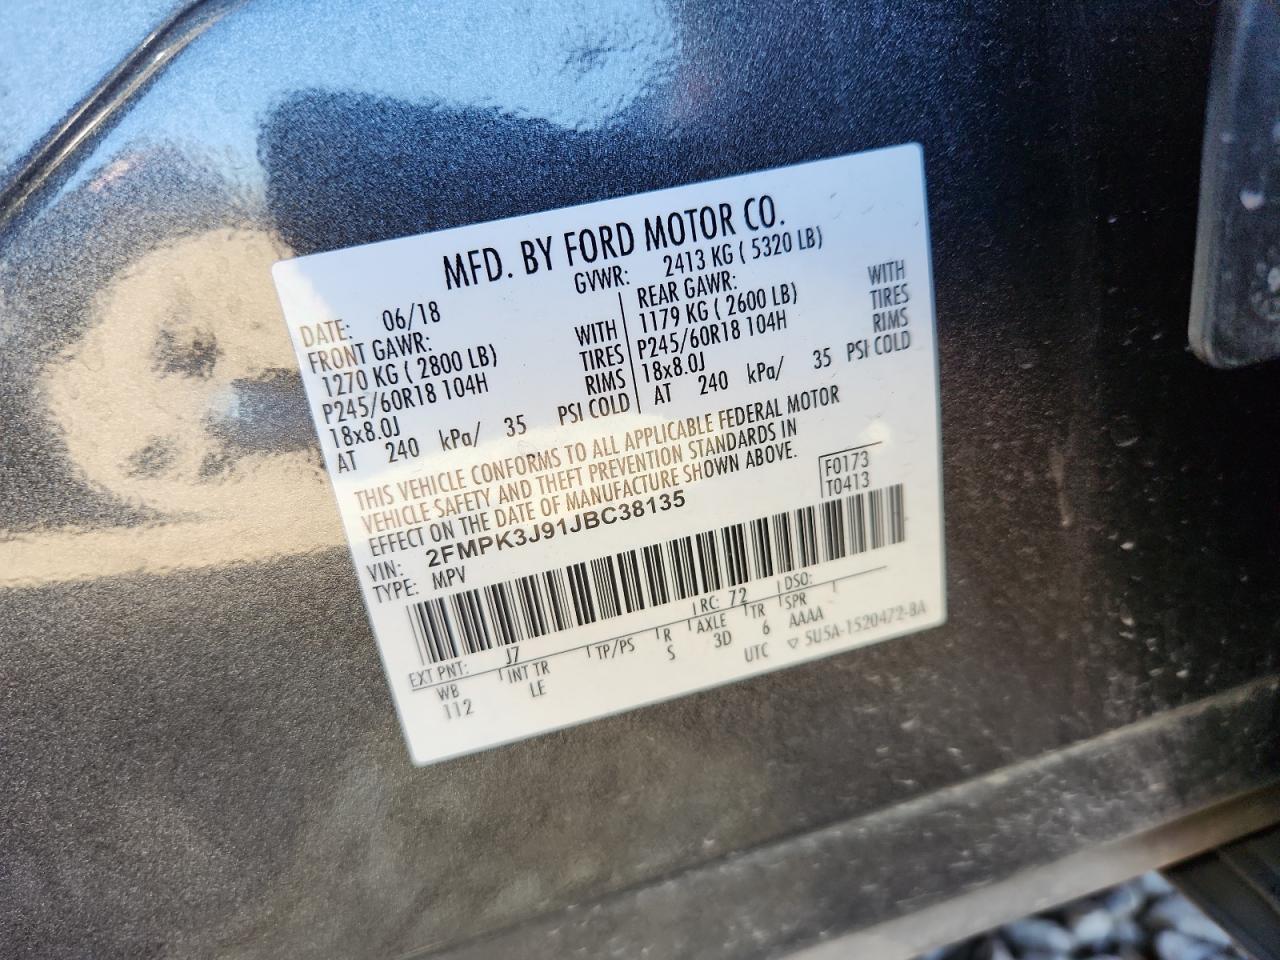 MFD. BY FORD MOTOR CO.
DATE: 06/18 GVWR: 2413 KG ( 5320 LB)
FRONT GAWR: REAR GAWR:
1270 KG ( 2800 LB) WITH 1179 KG ( 2600 LB) WITH
P245/60R18 104H TIRES P245/60R18 104H TIRES
18x8.0J RIMS 18x8.0J RIMS
AT 240 kPa/ 35 PSI COLD AT 240 kPa/ 35 PSI COLD
THIS VEHICLE CONFORMS TO ALL APPLICABLE FEDERAL MOTOR
VEHICLE SAFETY AND THEFT PREVENTION STANDARDS IN
EFFECT ON THE DATE OF MANUFACTURE SHOWN ABOVE.
VIN: 2FMPK3J91JBC38135 F0173
TYPE: MPV T0413
EXT PNT: J7 RC: 72 DSO:
WB INT TR TP/PS R AXLE TR SPR
112 LE S 3D 6 AAAA
UTC ▽ 5U5A-1520472-BA